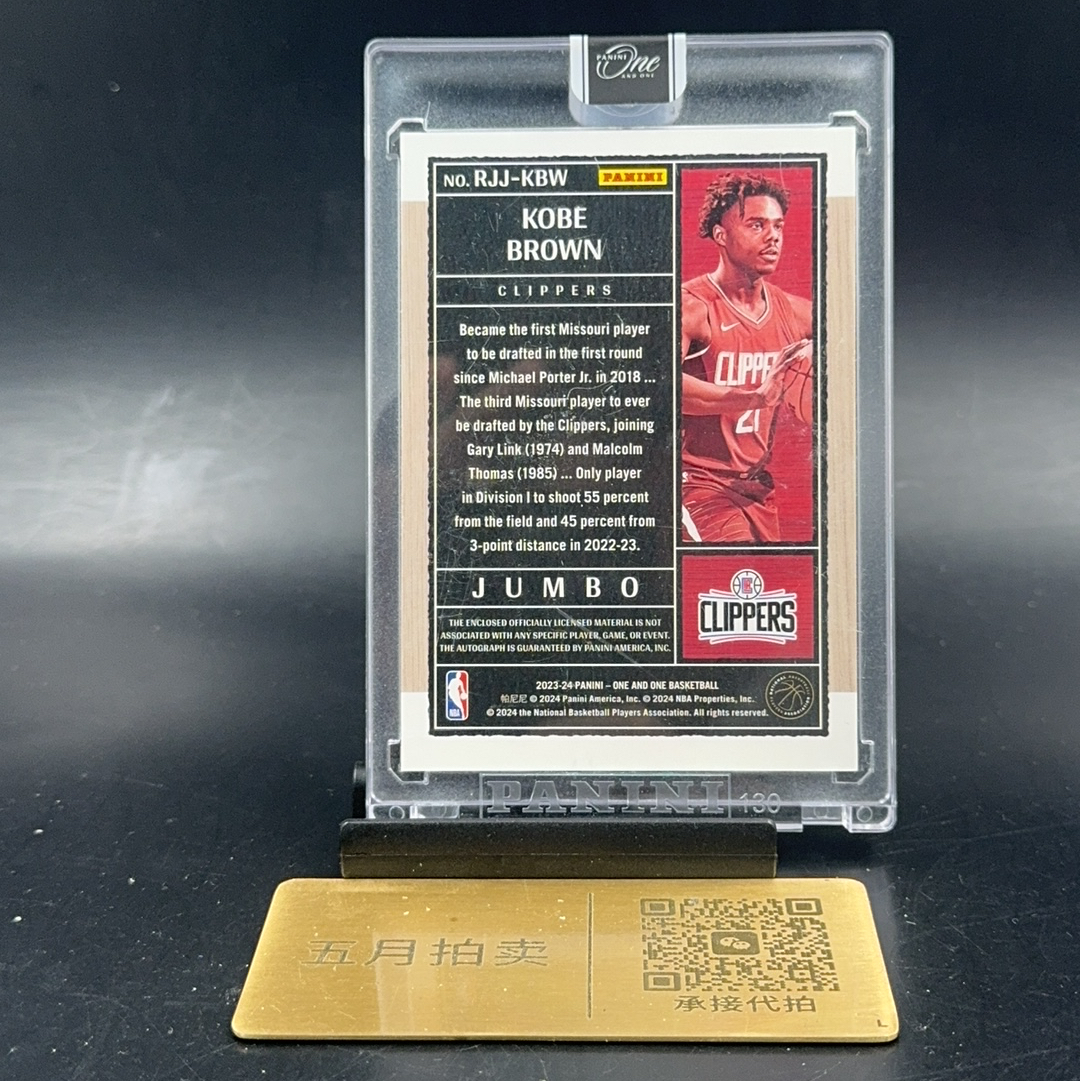 PANINI
One
AND ONE
NO. RJJ-KBW PANINI
KOBE
BROWN
CLIPPERS
Became the first Missouri player
to be drafted in the first round
since Michael Porter Jr. in 2018 ...
The third Missouri player to ever
be drafted by the Clippers, joining
Gary Link (1974) and Malcolm
Thomas (1985) ... Only player
in Division I to shoot 55 percent
from the field and 45 percent from
3-point distance in 2022-23.
JUMBO
THE ENCLOSED OFFICIALLY LICENSED MATERIAL IS NOT
ASSOCIATED WITH ANY SPECIFIC PLAYER, GAME, OR EVENT.
THE AUTOGRAPH IS GUARANTEED BY PANINI AMERICA, INC.
CLIPPERS
21
CLIPPERS
NBA
2023-24 PANINI – ONE AND ONE BASKETBALL
帕尼尼 © 2024 Panini America, Inc. © 2024 NBA Properties, Inc.
© 2024 the National Basketball Players Association. All rights reserved.
PANINI 130
五月拍卖
承接代拍